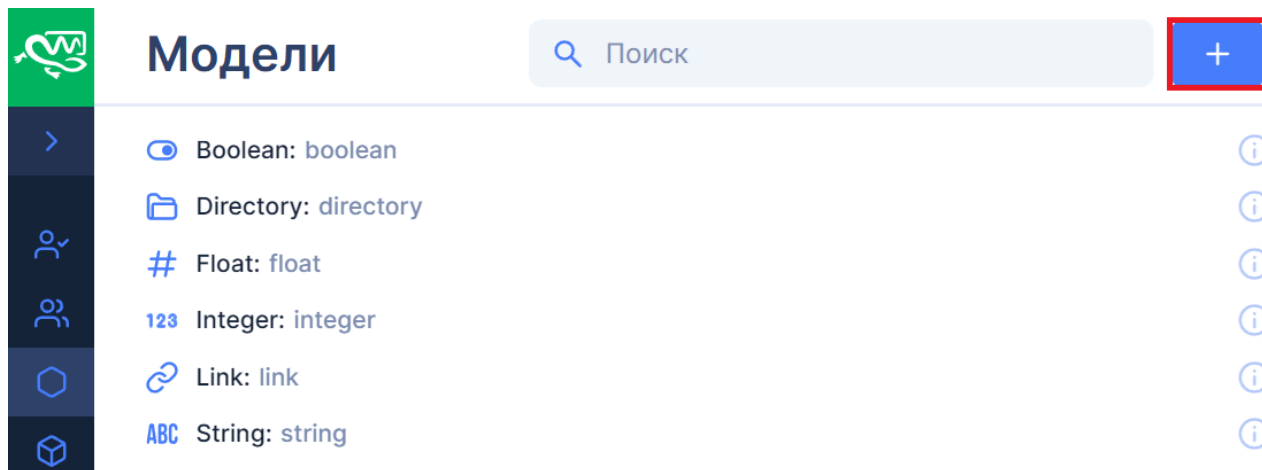 Модели
Поиск
Boolean: boolean
Directory: directory
Float: float
123 Integer: integer
Link: link
ABC String: string